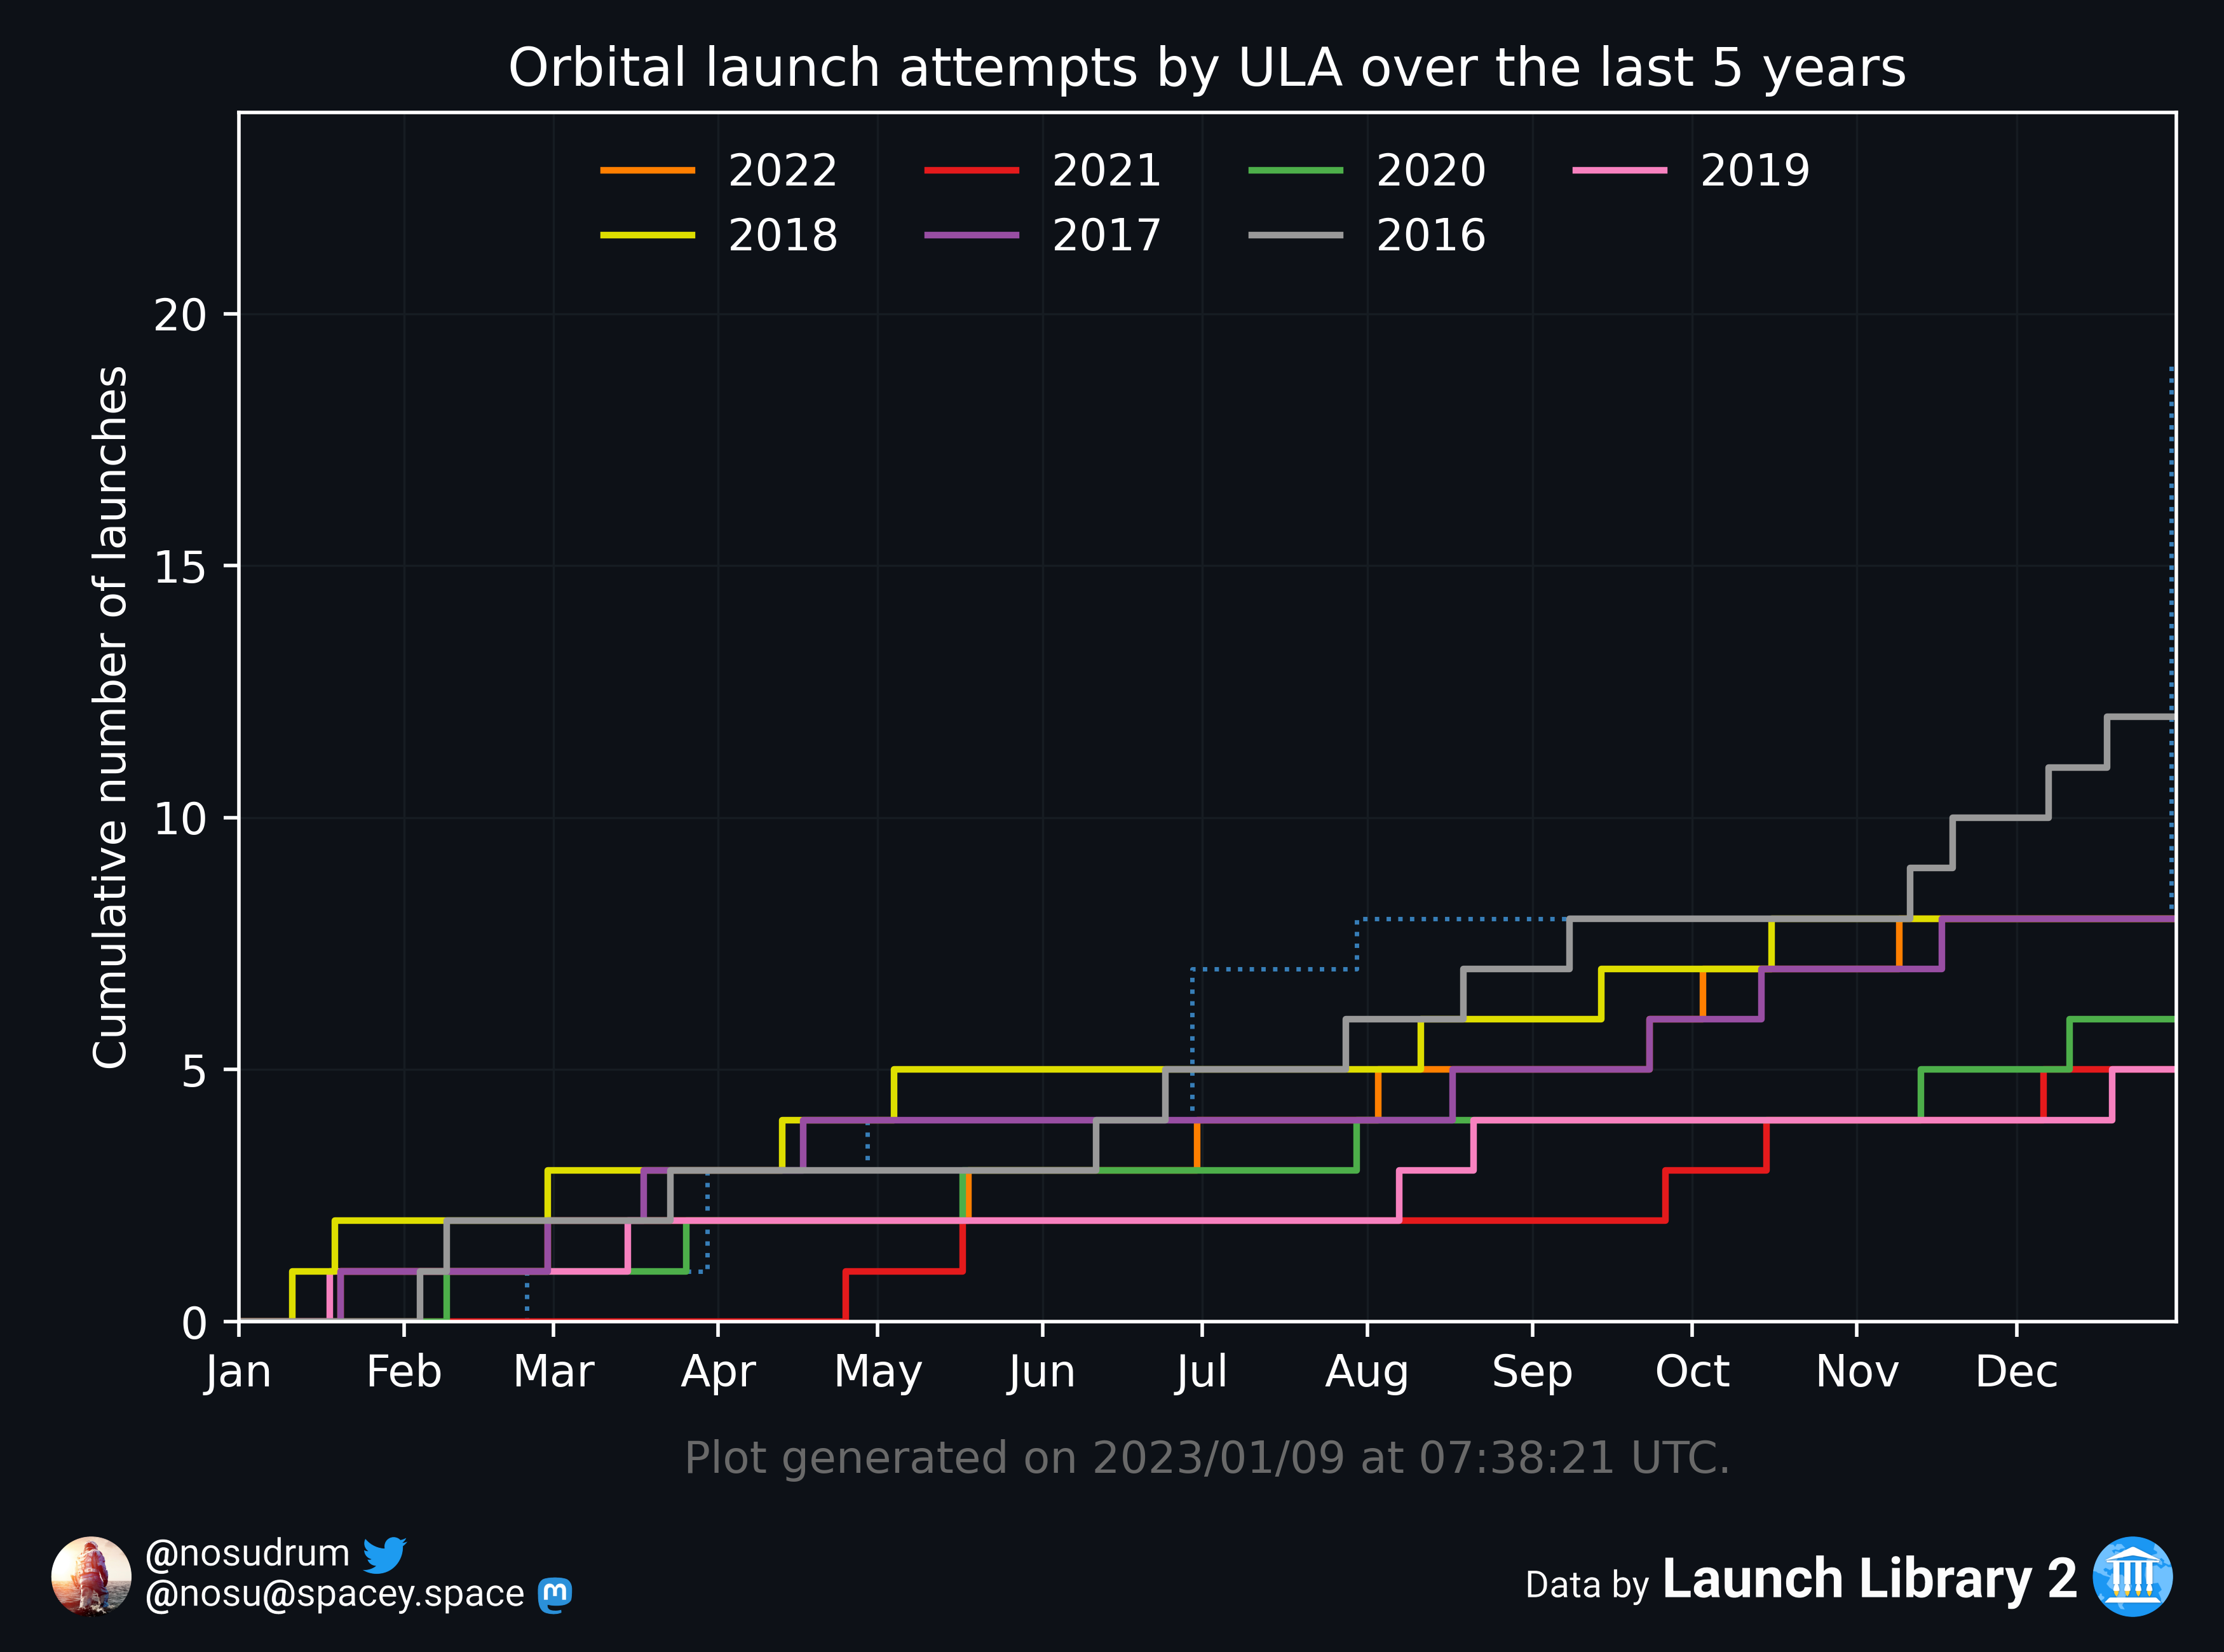 Orbital launch attempts by ULA over the last 5 years
2022 2021 2020 2019
2018 2017 2016
Cumulative number of launches
20
15
10
5
0
Jan Feb Mar Apr May Jun Jul Aug Sep Oct Nov Dec
Plot generated on 2023/01/09 at 07:38:21 UTC.
@nosudrum
@nosu@spacey.space m
Data by Launch Library 2